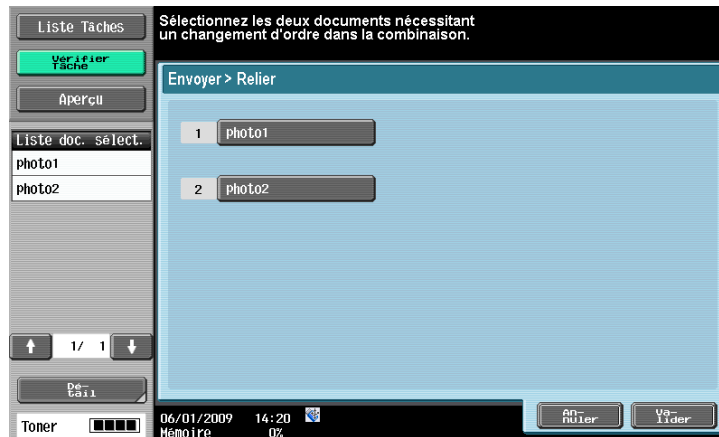 Liste Tâches
Sélectionnez les deux documents nécessitant
un changement d'ordre dans la combinaison.
Vérifier
Tâche
Aperçu
Envoyer > Relier
Liste doc. sélect.
photo1
photo2
1 photo1
2 photo2
1/ 1
Dé-
tail
Toner
06/01/2009 14:20
Mémoire 0%
An-
nuler
Va-
lider